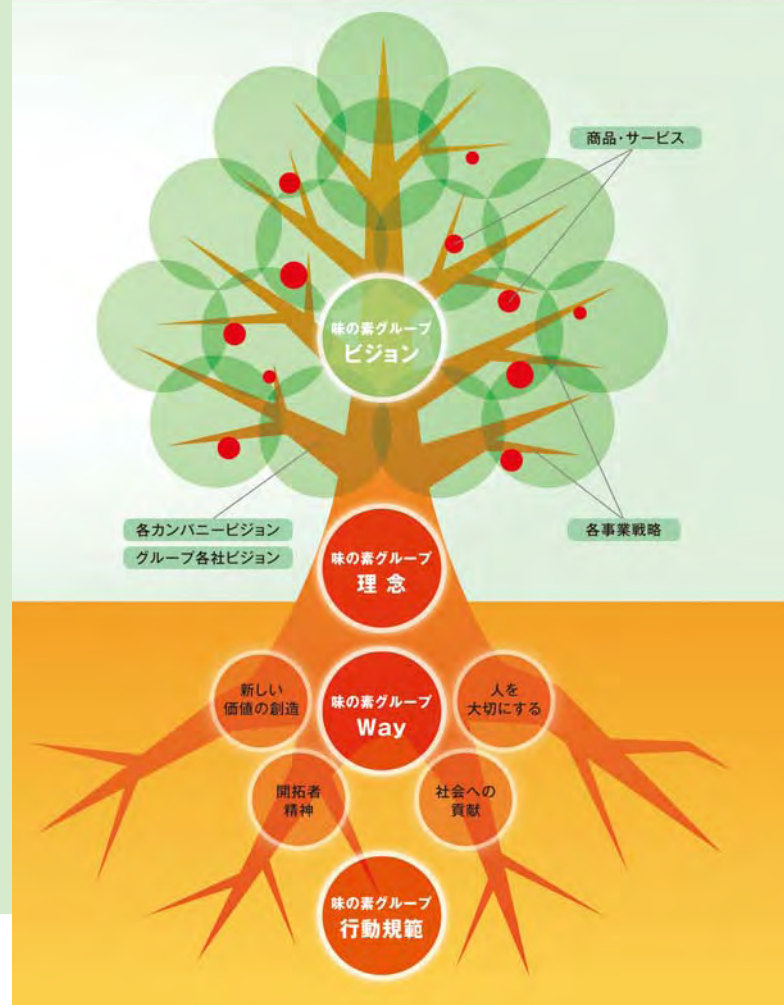 商品・サービス
味の素グループ
ビジョン
各カンパニービジョン
グループ各社ビジョン
各事業戦略
味の素グループ
理念
新しい
価値の創造
味の素グループ
Way
人を
大切にする
開拓者
精神
社会への
貢献
味の素グループ
行動規範